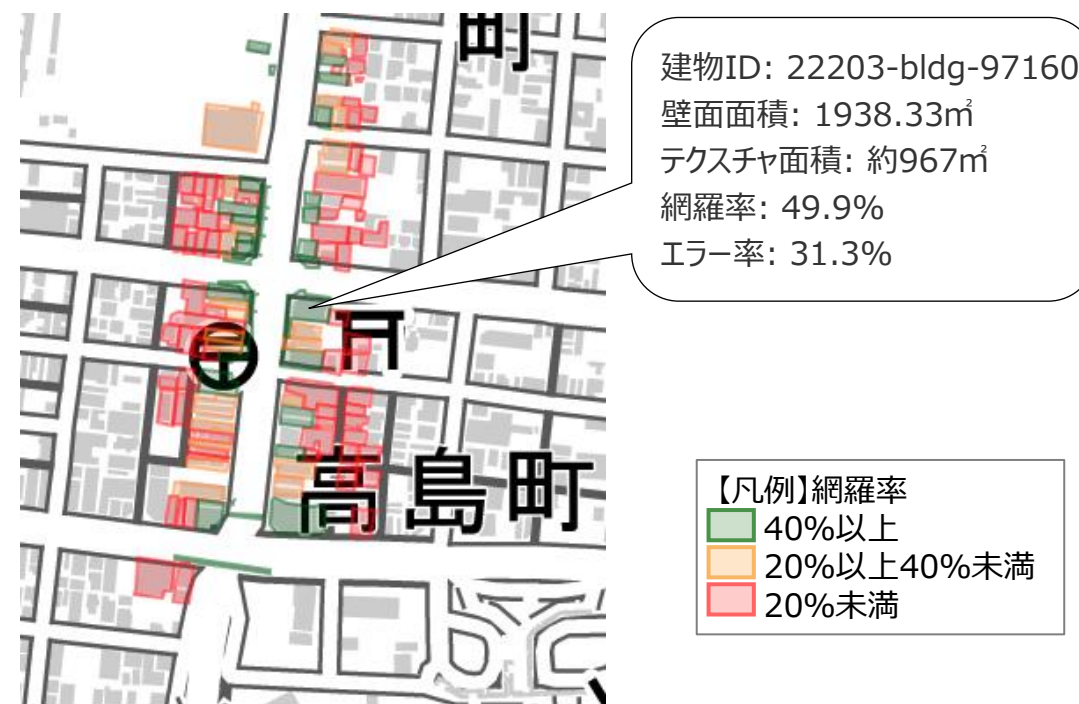 町
建物ID: 22203-bldg-97160
壁面面積: 1938.33㎡
テクスチャ面積: 約967㎡
網羅率: 49.9%
エラー率: 31.3%
高島町
【凡例】網羅率
40%以上
20%以上40%未満
20%未満